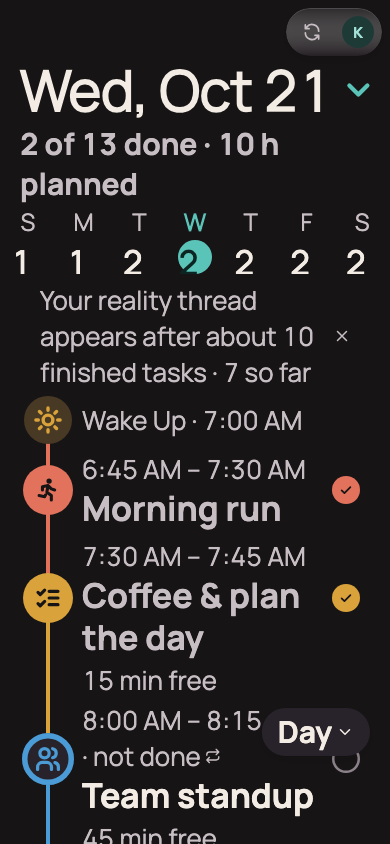 K
Wed, Oct 21
2 of 13 done · 10 h
planned
S M T W T F S
1 1 2 2 2 2 2
Your reality thread
appears after about 10 ×
finished tasks · 7 so far
Wake Up · 7:00 AM
6:45 AM – 7:30 AM
Morning run
7:30 AM – 7:45 AM
Coffee & plan
the day
15 min free
8:00 AM – 8:15
Day
· not done
Team standup
45 min free